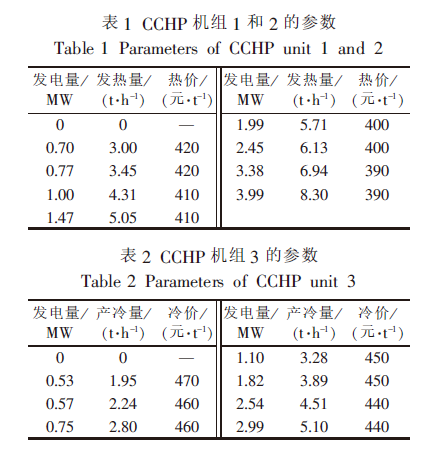 表 1 CCHP 机组 1 和 2 的参数
Table 1 Parameters of CCHP unit 1 and 2
发电量/ 发热量/ 热价/ 发电量/ 发热量/ 热价/
MW (t·h⁻¹) (元·t⁻¹) MW (t·h⁻¹) (元·t⁻¹)
0 0 — 1.99 5.71 400
0.70 3.00 420 2.45 6.13 400
0.77 3.45 420 3.38 6.94 390
1.00 4.31 410 3.99 8.30 390
1.47 5.05 410
表 2 CCHP 机组 3 的参数
Table 2 Parameters of CCHP unit 3
发电量/ 产冷量/ 冷价/ 发电量/ 产冷量/ 冷价/
MW (t·h⁻¹) (元·t⁻¹) MW (t·h⁻¹) (元·t⁻¹)
0 0 — 1.10 3.28 450
0.53 1.95 470 1.82 3.89 450
0.57 2.24 460 2.54 4.51 440
0.75 2.80 460 2.99 5.10 440